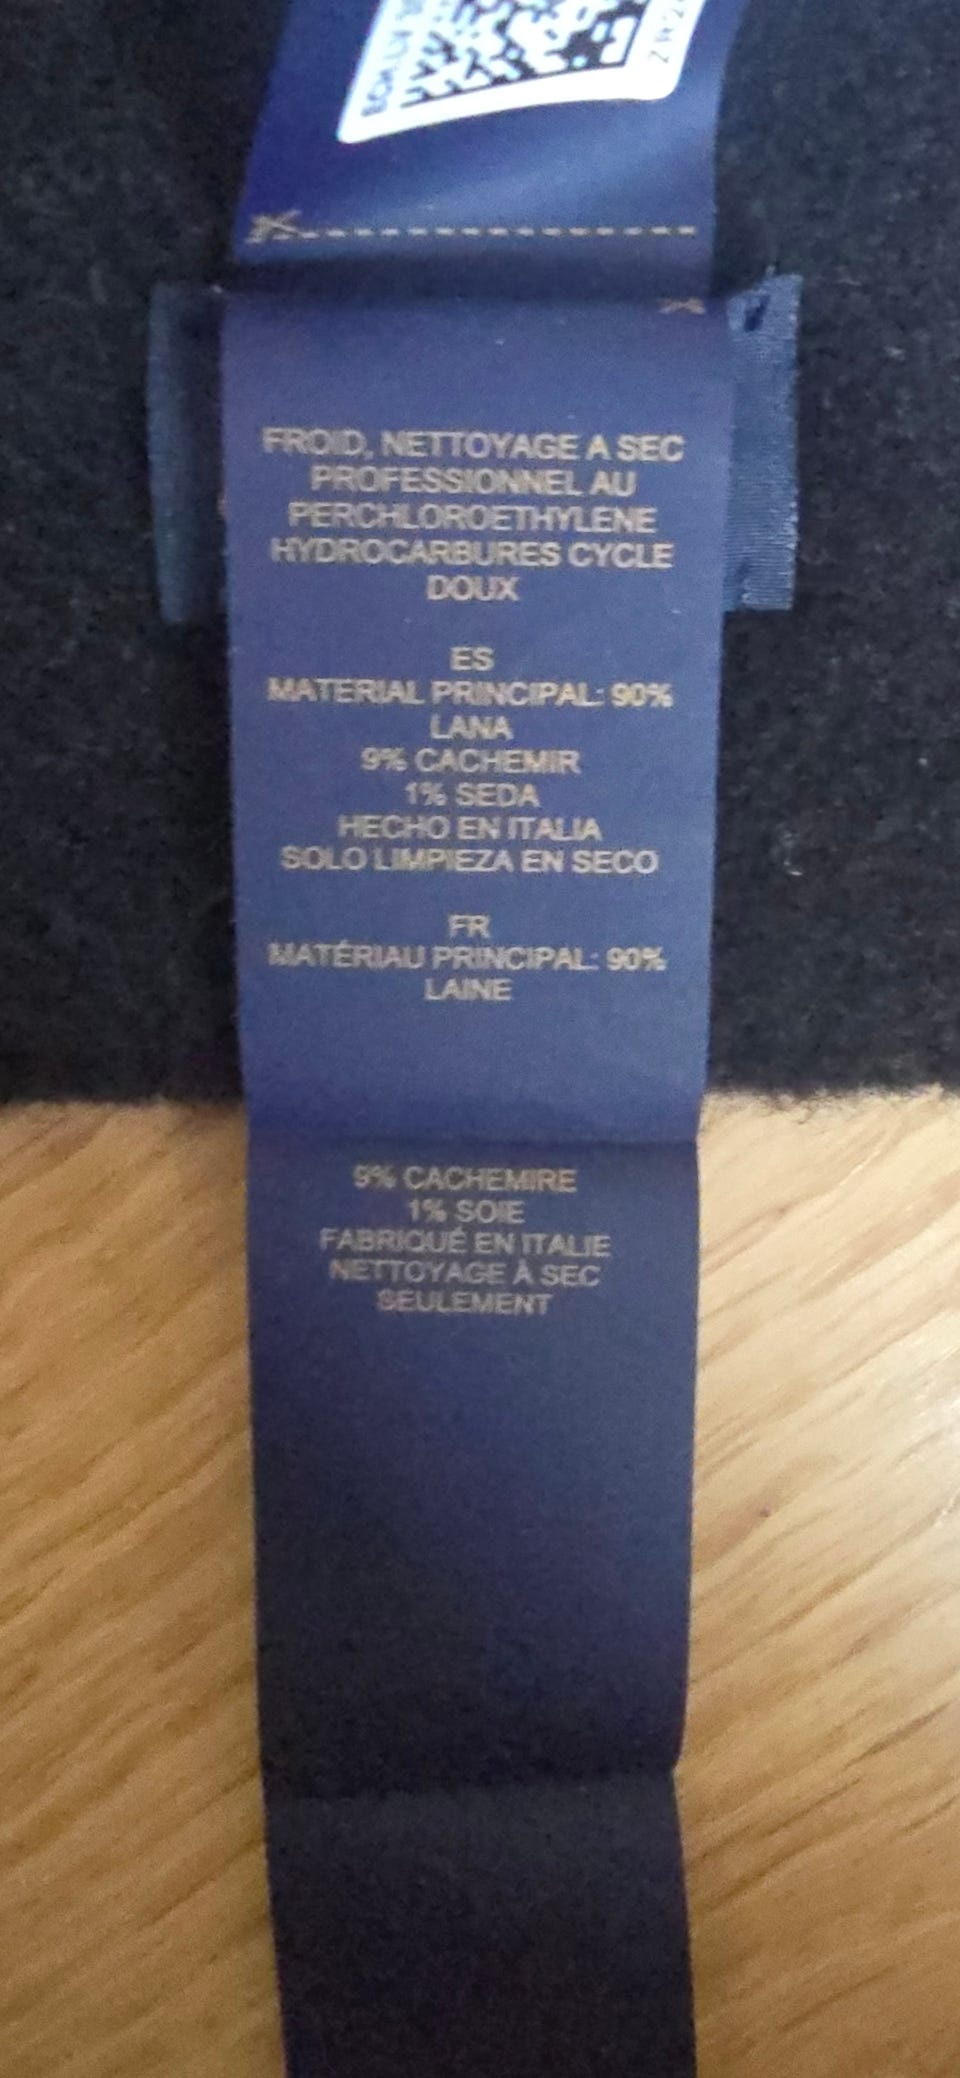 FROID, NETTOYAGE A SEC
PROFESSIONNEL AU
PERCHLOROETHYLENE
HYDROCARBURES CYCLE
DOUX
ES
MATERIAL PRINCIPAL: 90%
LANA
9% CACHEMIR
1% SEDA
HECHO EN ITALIA
SOLO LIMPIEZA EN SECO
FR
MATÉRIAU PRINCIPAL: 90%
LAINE
9% CACHEMIRE
1% SOIE
FABRIQUÉ EN ITALIE
NETTOYAGE À SEC
SEULEMENT